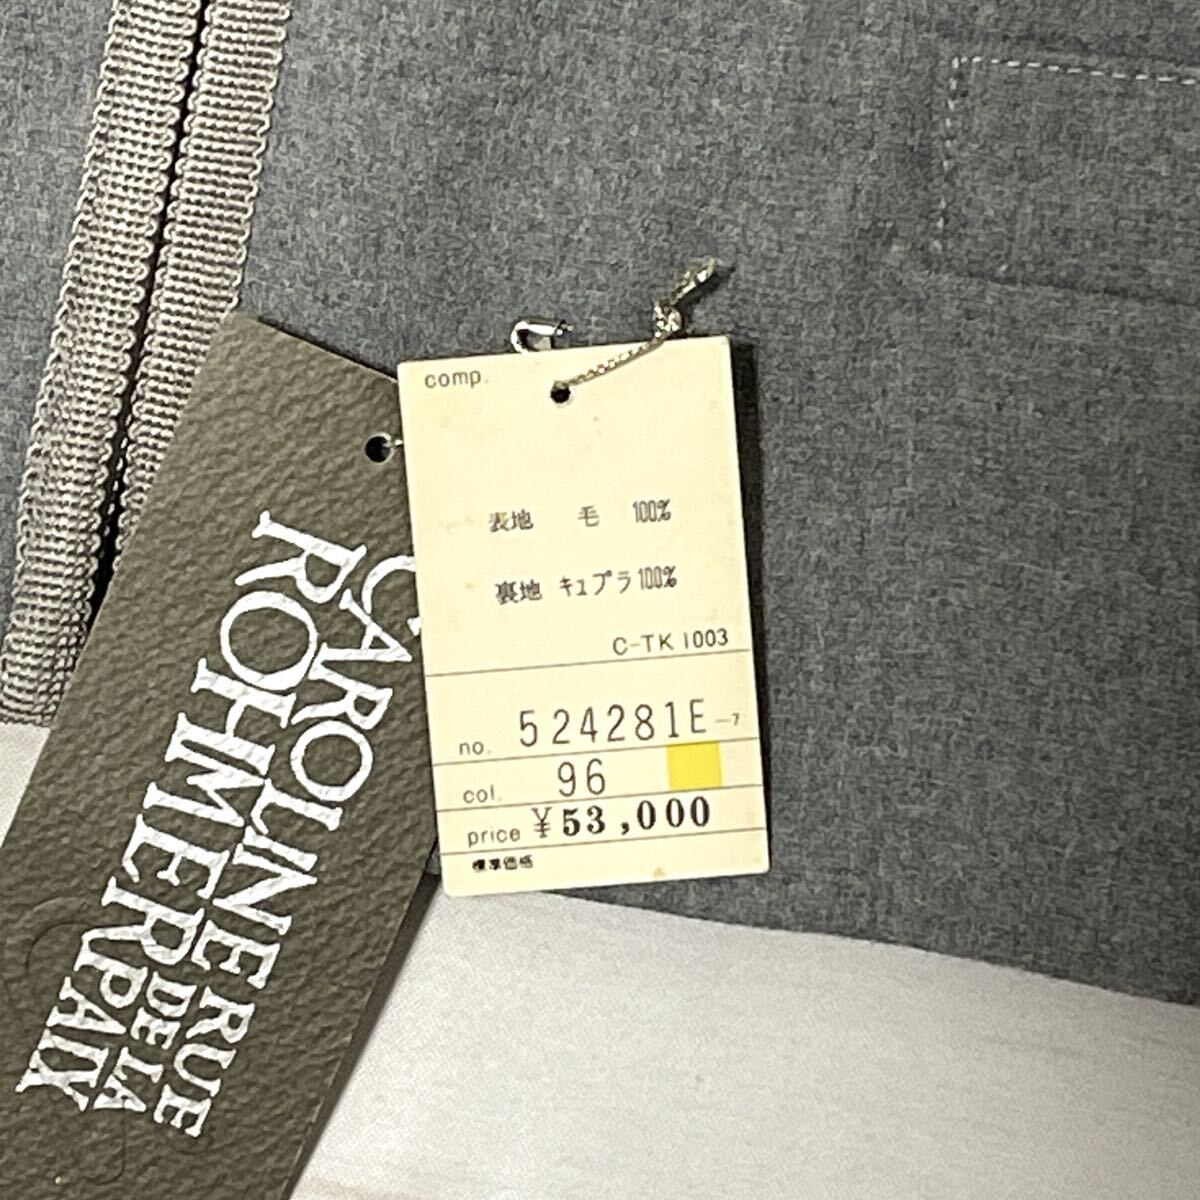 CAROLINE
ROHMER
RUE
DE LA
PAIX
comp.
表地 毛 100%
裏地 キュプラ 100%
C-TK 1003
no. 524281E-7
col. 96
price ¥53,000
標準価格